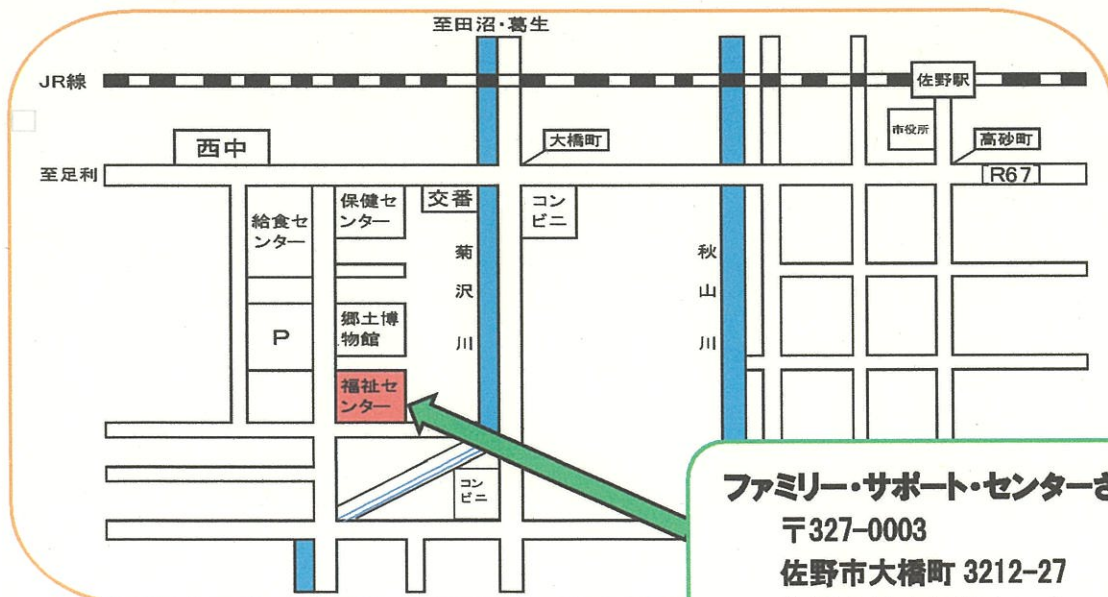 至田沼・葛生
JR線
佐野駅
市役所
高砂町
大橋町
西中
至足利
[R67]
保健セ
ンター
交番
コン
ビニ
給食セ
ンター
菊沢川
秋山川
郷土博
物館
P
福祉セ
ンター
コン
ビニ
ファミリー・サポート・センターさ
〒327-0003
佐野市大橋町 3212-27